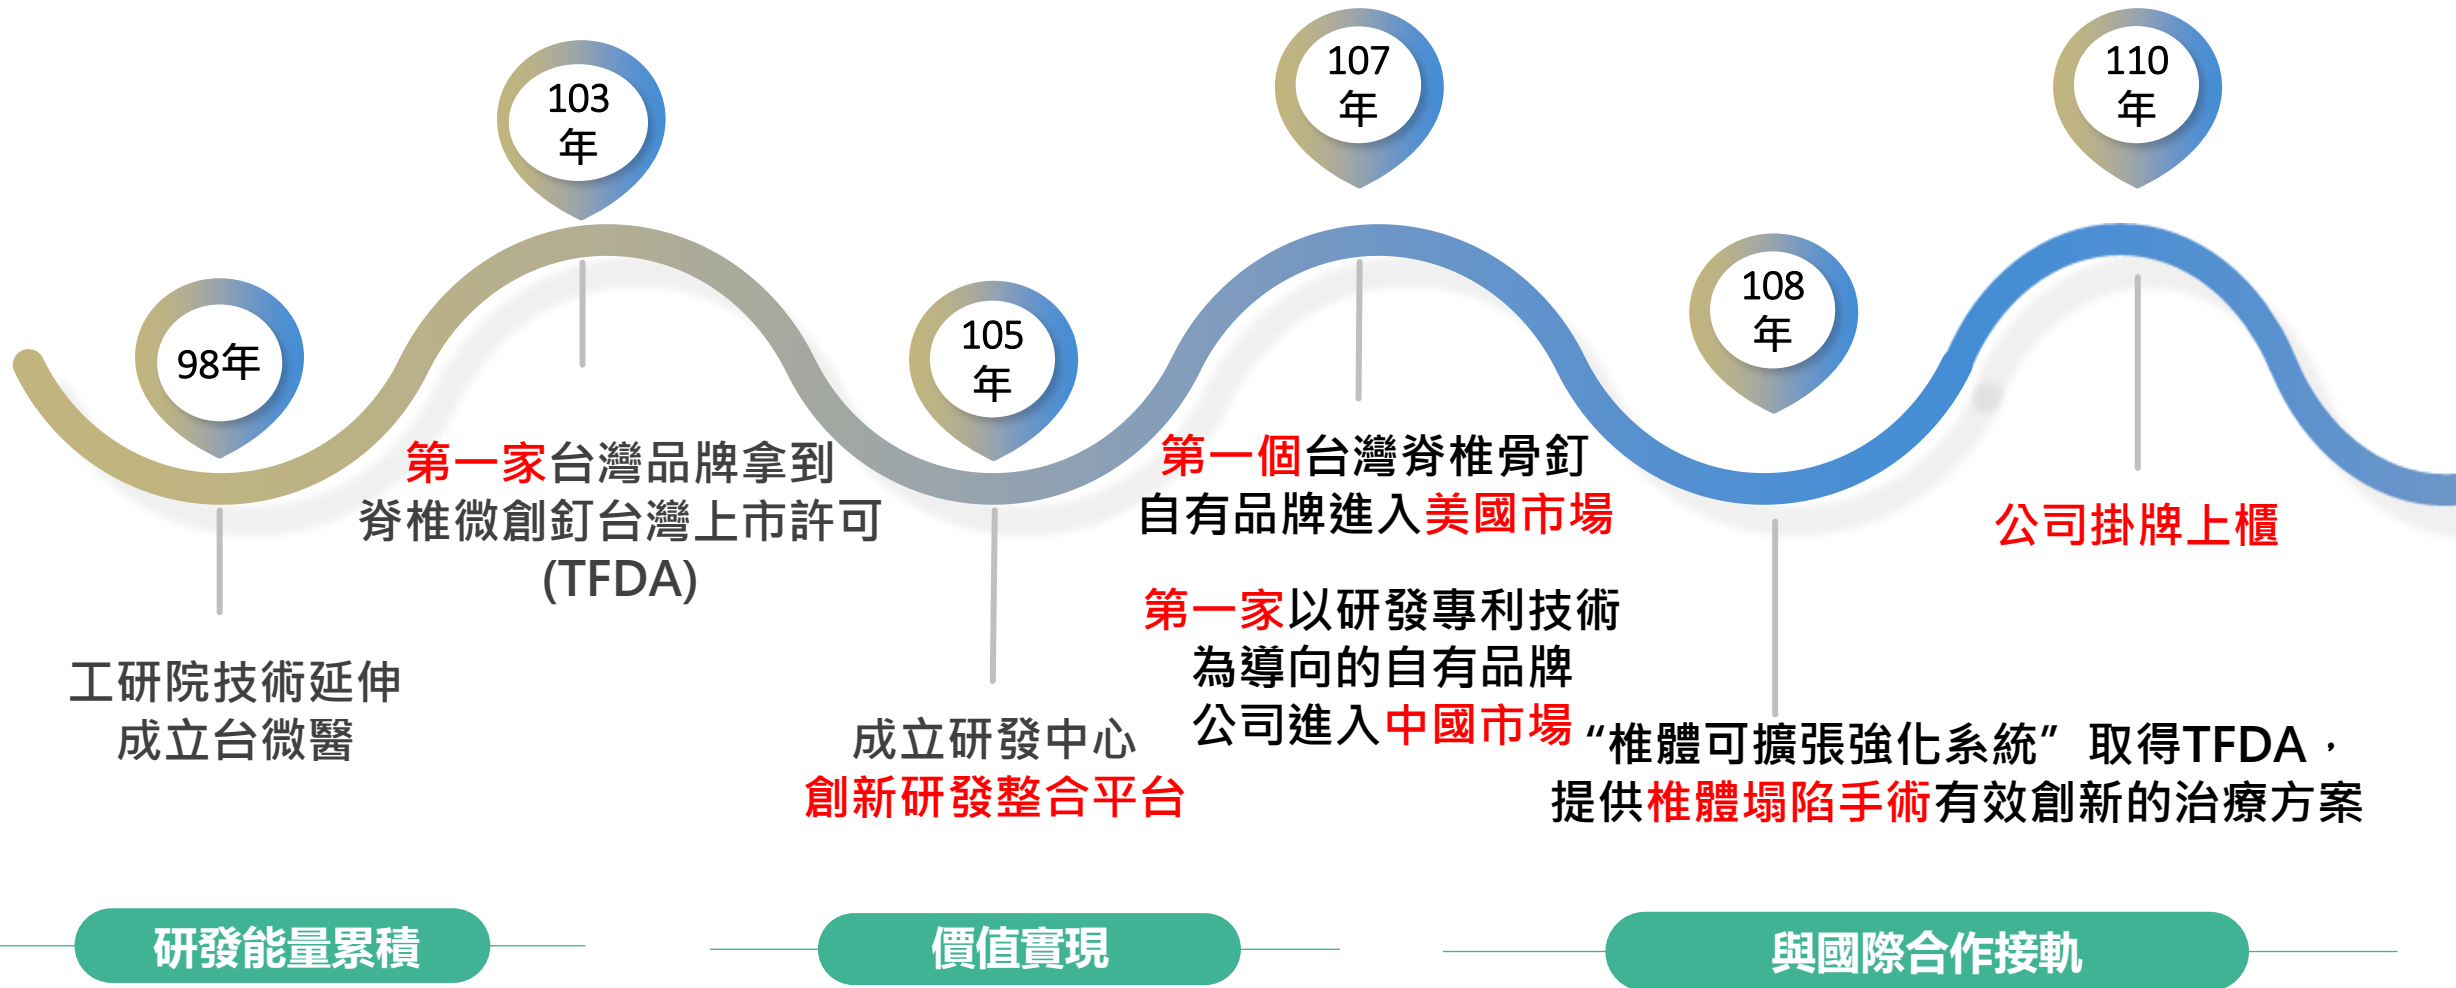 98年
工研院技術延伸
成立台微醫
103
年
第一家台灣品牌拿到
脊椎微創釘台灣上市許可
(TFDA)
105
年
成立研發中心
創新研發整合平台
107
年
第一個台灣脊椎骨釘
自有品牌進入美國市場
第一家以研發專利技術
為導向的自有品牌
公司進入中國市場
108
年
“椎體可擴張強化系統”取得TFDA，
提供椎體塌陷手術有效創新的治療方案
110
年
公司掛牌上櫃
研發能量累積
價值實現
與國際合作接軌